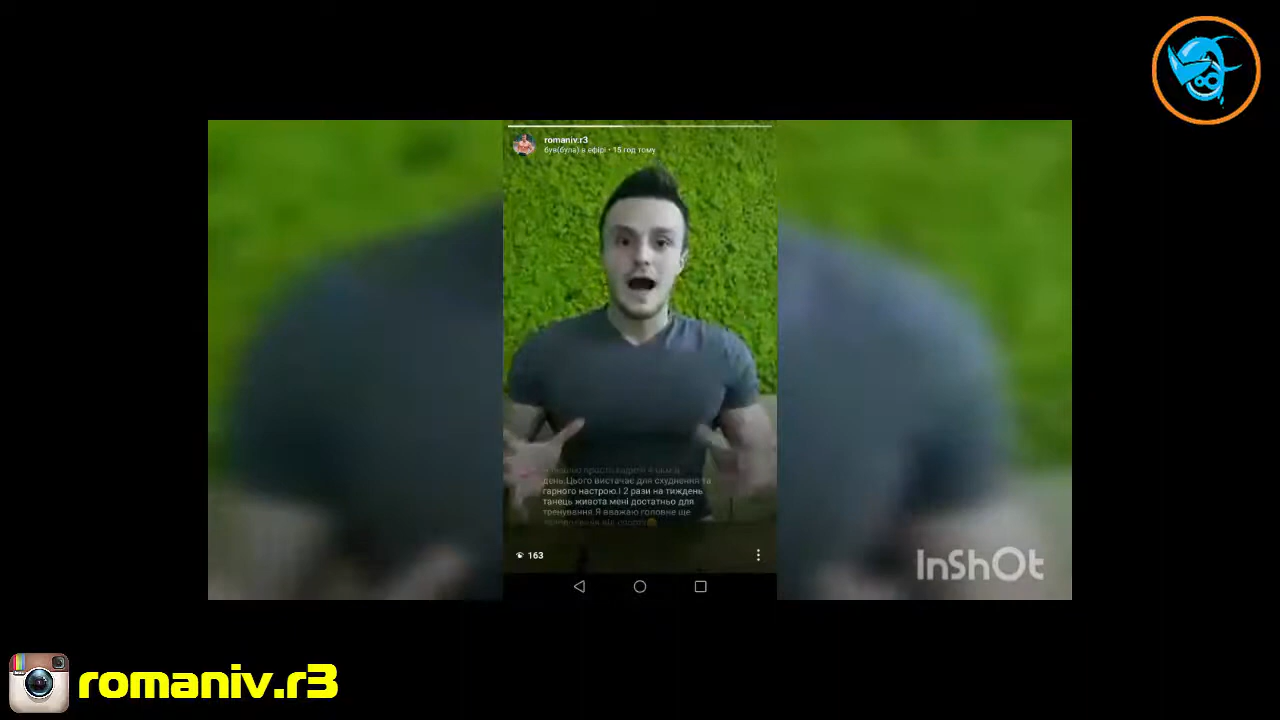 romaniv.r3
був(була) в ефірі • 15 год тому
день.Цього вистачає для схуднення та
гарного настрою.І 2 рази на тиждень
танець живота мені достатньо для
тренування.Я вважаю головне ще
163
InShOt
romaniv.r3